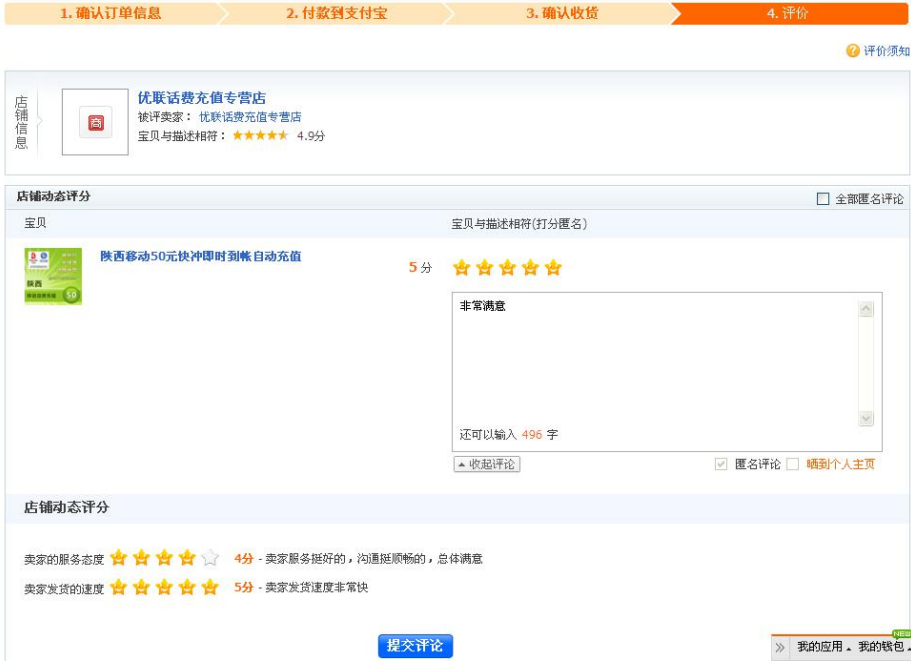 1. 确认订单信息 2. 付款到支付宝 3. 确认收货 4. 评价
评价须知
店铺信息
商
优联话费充值专营店
被评卖家： 优联话费充值专营店
宝贝与描述相符： 4.9分
店铺动态评分 全部匿名评论
宝贝 宝贝与描述相符(打分匿名)
陕西移动50元快冲即时到帐自动充值 5 分
陕西
50
非常满意
还可以输入 496 字
收起评论 匿名评论 晒到个人主页
店铺动态评分
卖家的服务态度 4分 - 卖家服务挺好的，沟通挺顺畅的，总体满意
卖家发货的速度 5分 - 卖家发货速度非常快
提交评论
NEW
我的应用 我的钱包